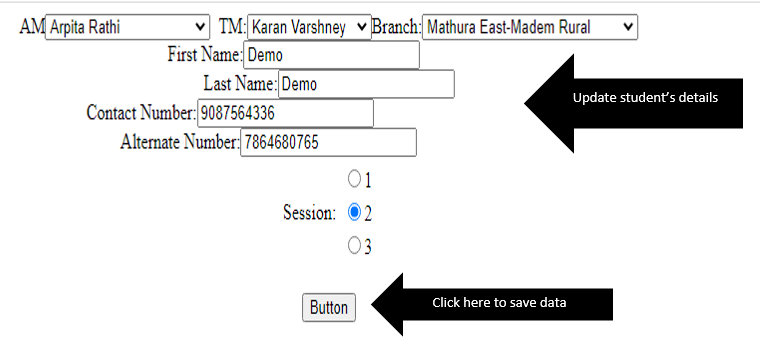 AM Arpita Rathi TM: Karan Varshney Branch: Mathura East-Madem Rural
First Name: Demo
Last Name: Demo
Update student's details
Contact Number: 9087564336
Alternate Number: 7864680765
1
Session: 2
3
Button
Click here to save data